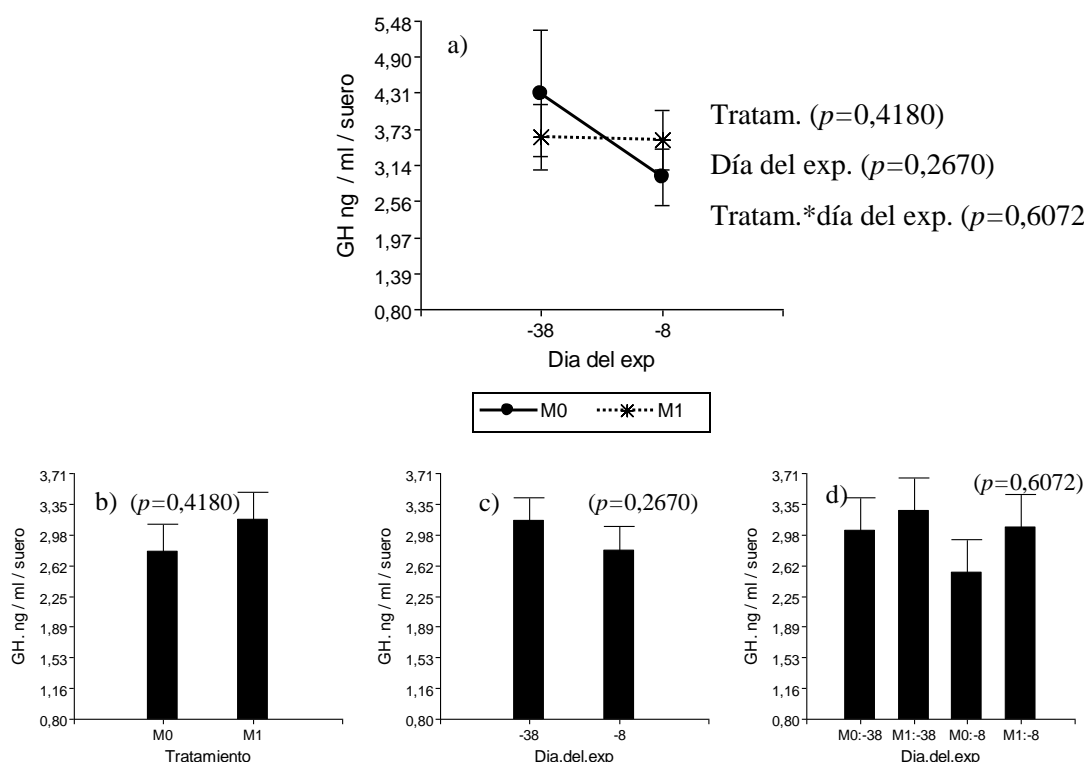 a)
5,48
4,90
4,31
3,73
3,14
2,56
1,97
1,39
0,80
GH ng / ml / suero
-38
-8
Dia del exp
Tratam. (p=0,4180)
Día del exp. (p=0,2670)
Tratam.*día del exp. (p=0,6072
M0
M1
b) (p=0,4180)
3,71
3,35
2,98
2,62
2,25
1,89
1,53
1,16
0,80
GH. ng / ml / suero
M0
M1
Tratamiento
c) (p=0,2670)
3,71
3,35
2,98
2,62
2,25
1,89
1,53
1,16
0,80
GH. ng / ml / suero
-38
-8
Dia.del.exp
d) (p=0,6072)
3,71
3,35
2,98
2,62
2,25
1,89
1,53
1,16
0,80
GH. ng / ml / suero
M0:-38
M1:-38
M0:-8
M1:-8
Dia.del.exp